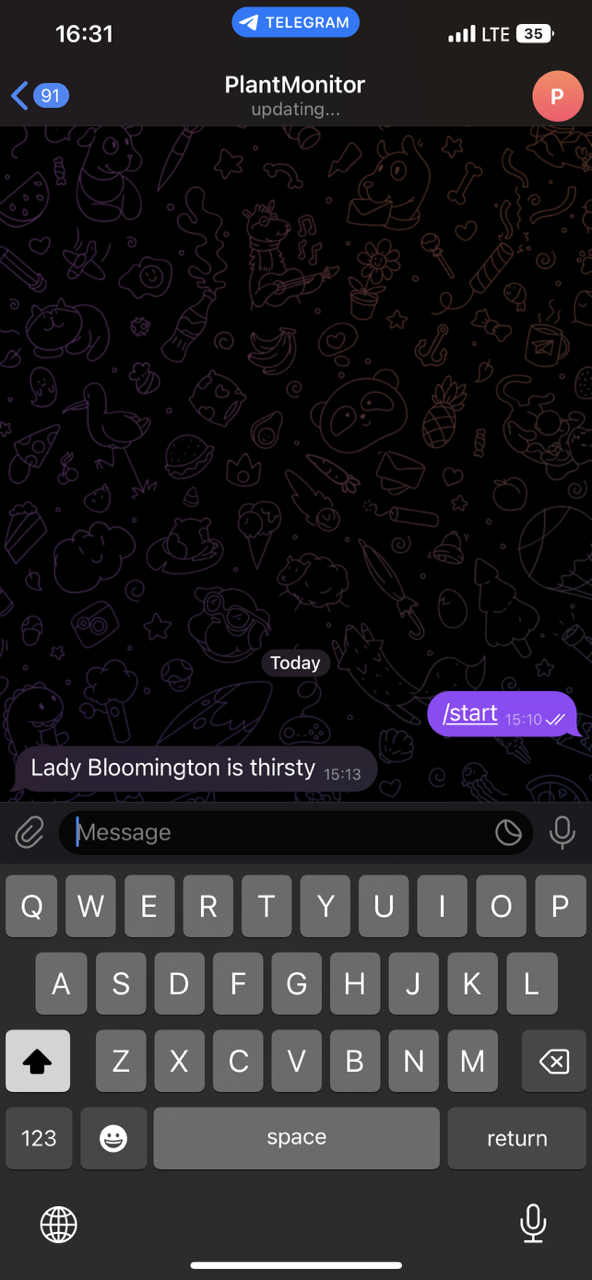 16:31
TELEGRAM
LTE 35
91
PlantMonitor
updating...
P
Today
/start 15:10
Lady Bloomington is thirsty 15:13
Message
Q W E R T Y U I O P
A S D F G H J K L
Z X C V B N M
123 space return